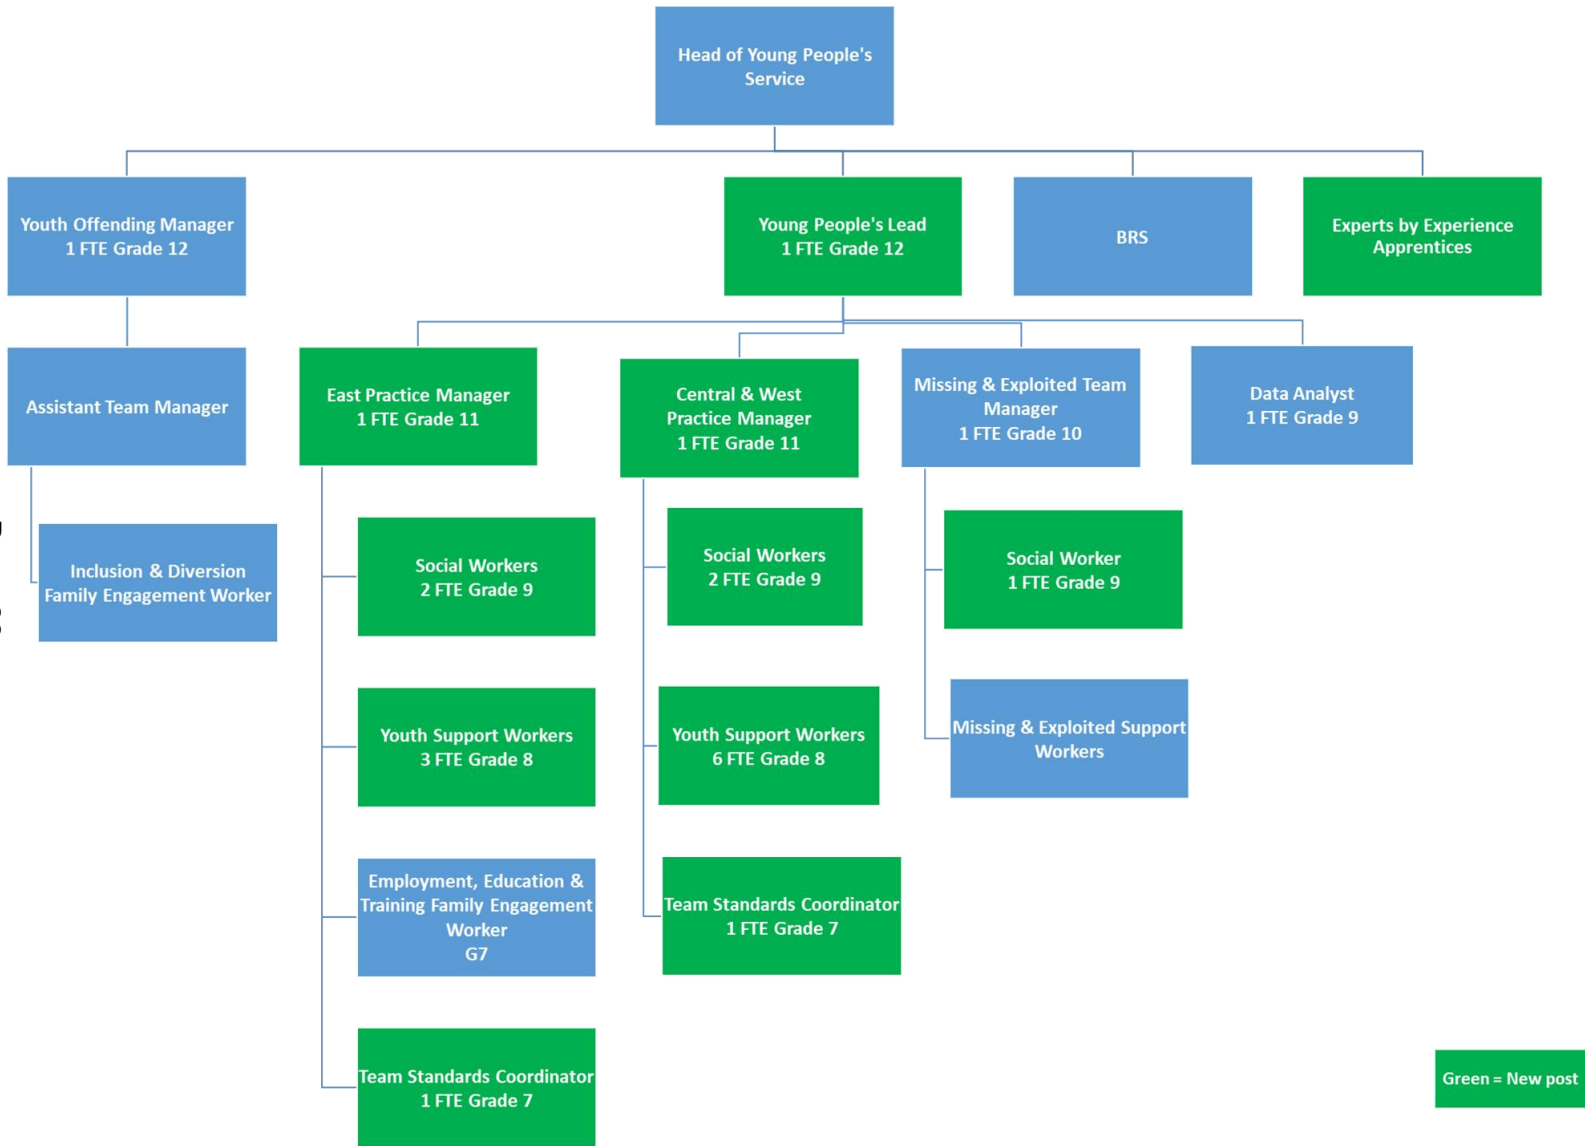 Head of Young People's
Service
Youth Offending Manager
1 FTE Grade 12
Young People's Lead
1 FTE Grade 12
BRS
Experts by Experience
Apprentices
Assistant Team Manager
East Practice Manager
1 FTE Grade 11
Central & West
Practice Manager
1 FTE Grade 11
Missing & Exploited Team
Manager
1 FTE Grade 10
Data Analyst
1 FTE Grade 9
Inclusion & Diversion
Family Engagement Worker
Social Workers
2 FTE Grade 9
Social Workers
2 FTE Grade 9
Social Worker
1 FTE Grade 9
Youth Support Workers
3 FTE Grade 8
Youth Support Workers
6 FTE Grade 8
Missing & Exploited Support
Workers
Employment, Education &
Training Family Engagement
Worker
G7
Team Standards Coordinator
1 FTE Grade 7
Team Standards Coordinator
1 FTE Grade 7
Green = New post